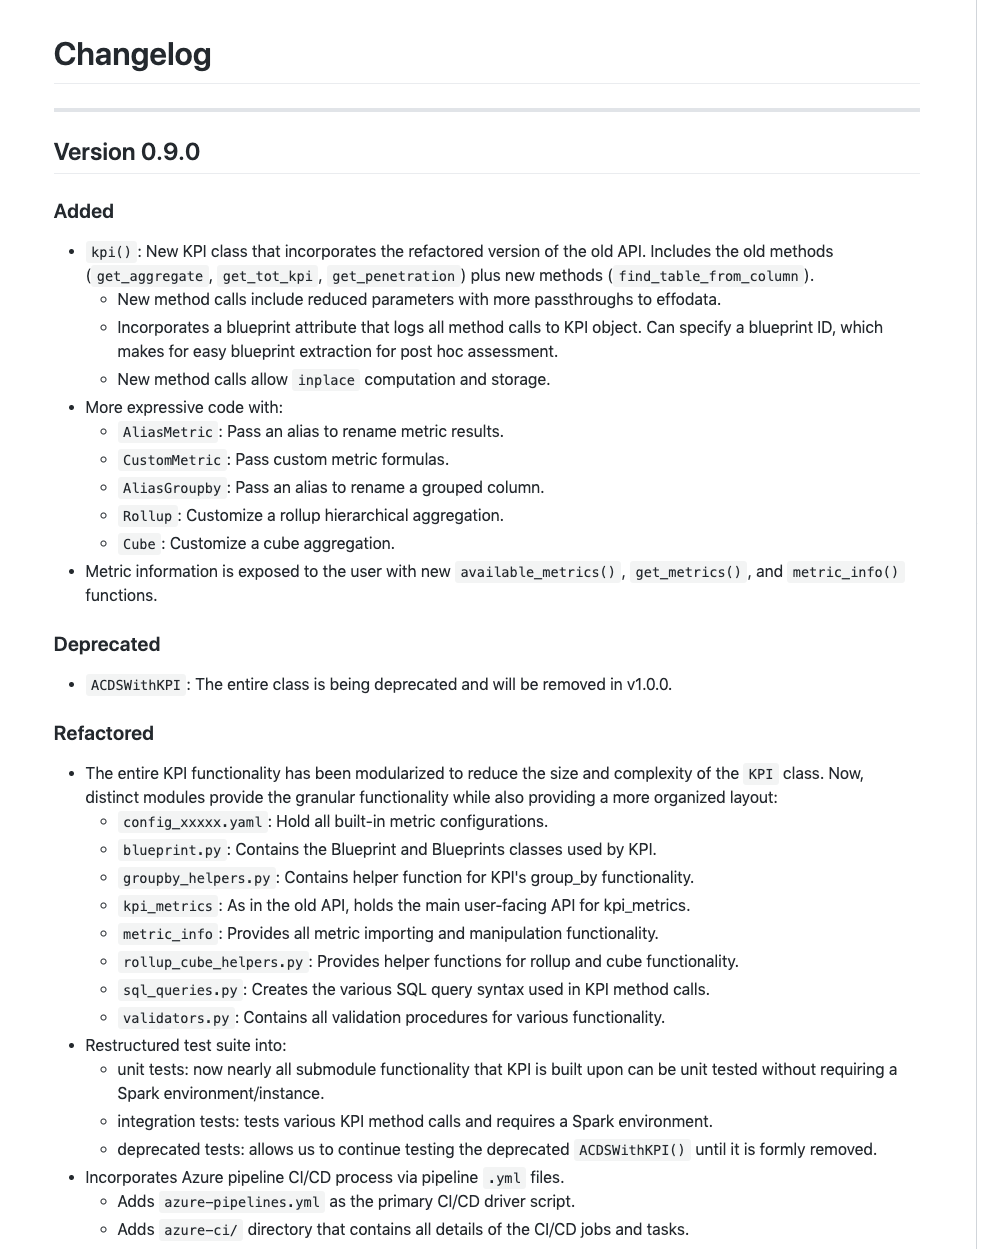 Changelog
Version 0.9.0
Added
• kpi() : New KPI class that incorporates the refactored version of the old API. Includes the old methods
( get_aggregate , get_tot_kpi , get_penetration ) plus new methods ( find_table_from_column ).
◦ New method calls include reduced parameters with more passthroughs to effodata.
◦ Incorporates a blueprint attribute that logs all method calls to KPI object. Can specify a blueprint ID, which
makes for easy blueprint extraction for post hoc assessment.
◦ New method calls allow inplace computation and storage.
• More expressive code with:
◦ AliasMetric : Pass an alias to rename metric results.
◦ CustomMetric : Pass custom metric formulas.
◦ AliasGroupby : Pass an alias to rename a grouped column.
◦ Rollup : Customize a rollup hierarchical aggregation.
◦ Cube : Customize a cube aggregation.
• Metric information is exposed to the user with new available_metrics() , get_metrics() , and metric_info()
functions.
Deprecated
• ACDSWithKPI : The entire class is being deprecated and will be removed in v1.0.0.
Refactored
• The entire KPI functionality has been modularized to reduce the size and complexity of the KPI class. Now,
distinct modules provide the granular functionality while also providing a more organized layout:
◦ config_xxxxx.yaml : Hold all built-in metric configurations.
◦ blueprint.py : Contains the Blueprint and Blueprints classes used by KPI.
◦ groupby_helpers.py : Contains helper function for KPI's group_by functionality.
◦ kpi_metrics : As in the old API, holds the main user-facing API for kpi_metrics.
◦ metric_info : Provides all metric importing and manipulation functionality.
◦ rollup_cube_helpers.py : Provides helper functions for rollup and cube functionality.
◦ sql_queries.py : Creates the various SQL query syntax used in KPI method calls.
◦ validators.py : Contains all validation procedures for various functionality.
• Restructured test suite into:
◦ unit tests: now nearly all submodule functionality that KPI is built upon can be unit tested without requiring a
Spark environment/instance.
◦ integration tests: tests various KPI method calls and requires a Spark environment.
◦ deprecated tests: allows us to continue testing the deprecated ACDSWithKPI() until it is formly removed.
• Incorporates Azure pipeline CI/CD process via pipeline .yml files.
◦ Adds azure-pipelines.yml as the primary CI/CD driver script.
◦ Adds azure-ci/ directory that contains all details of the CI/CD jobs and tasks.